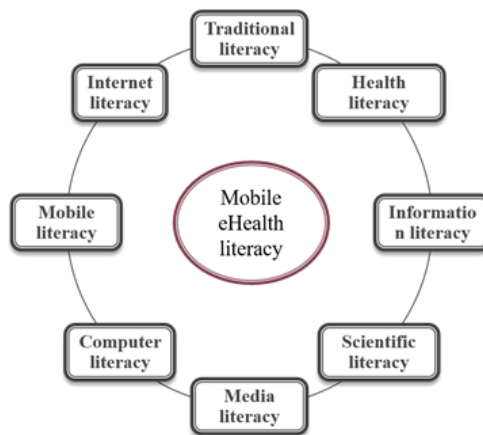 Traditional
literacy
Internet
literacy
Health
literacy
Mobile
literacy
Mobile
eHealth
literacy
Informatio
n literacy
Computer
literacy
Scientific
literacy
Media
literacy